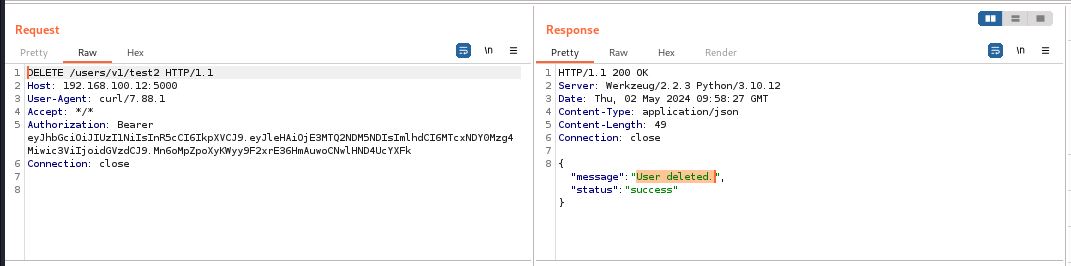 Request
Pretty Raw Hex
\n
1 DELETE /users/v1/test2 HTTP/1.1
2 Host: 192.168.100.12:5000
3 User-Agent: curl/7.88.1
4 Accept: */*
5 Authorization: Bearer
eyJhbGciOiJIUzI1NiIsInR5cCI6IkpXVCJ9.eyJleHAiOjE3MTQ2NDM5NDIsImlhdCI6MTcxNDY0Mzg4
Miwic3ViIjoidGVzdCJ9.Mn6oMpZpoXyKWyy9F2xrE36HmAuwoCNwlHND4UcYXFk
6 Connection: close
7
8
Response
Pretty Raw Hex Render
\n
1 HTTP/1.1 200 OK
2 Server: Werkzeug/2.2.3 Python/3.10.12
3 Date: Thu, 02 May 2024 09:58:27 GMT
4 Content-Type: application/json
5 Content-Length: 49
6 Connection: close
7
8 {
"message":"User deleted.",
"status":"success"
}